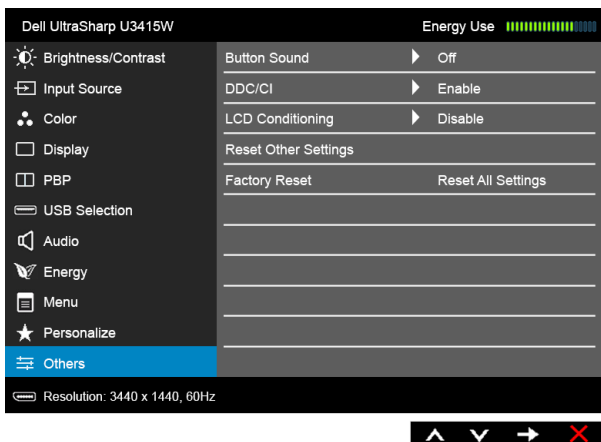 Dell UltraSharp U3415W Energy Use
Brightness/Contrast Button Sound Off
Input Source DDC/CI Enable
Color LCD Conditioning Disable
Display Reset Other Settings
PBP Factory Reset Reset All Settings
USB Selection
Audio
Energy
Menu
Personalize
Others
Resolution: 3440 x 1440, 60Hz